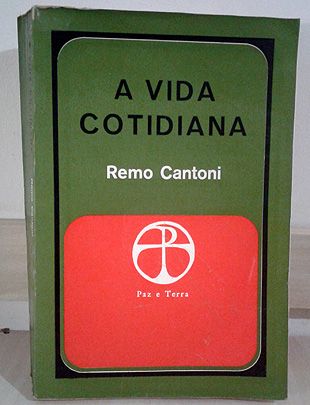 A VIDA
COTIDIANA
Remo Cantoni
Paz e Terra